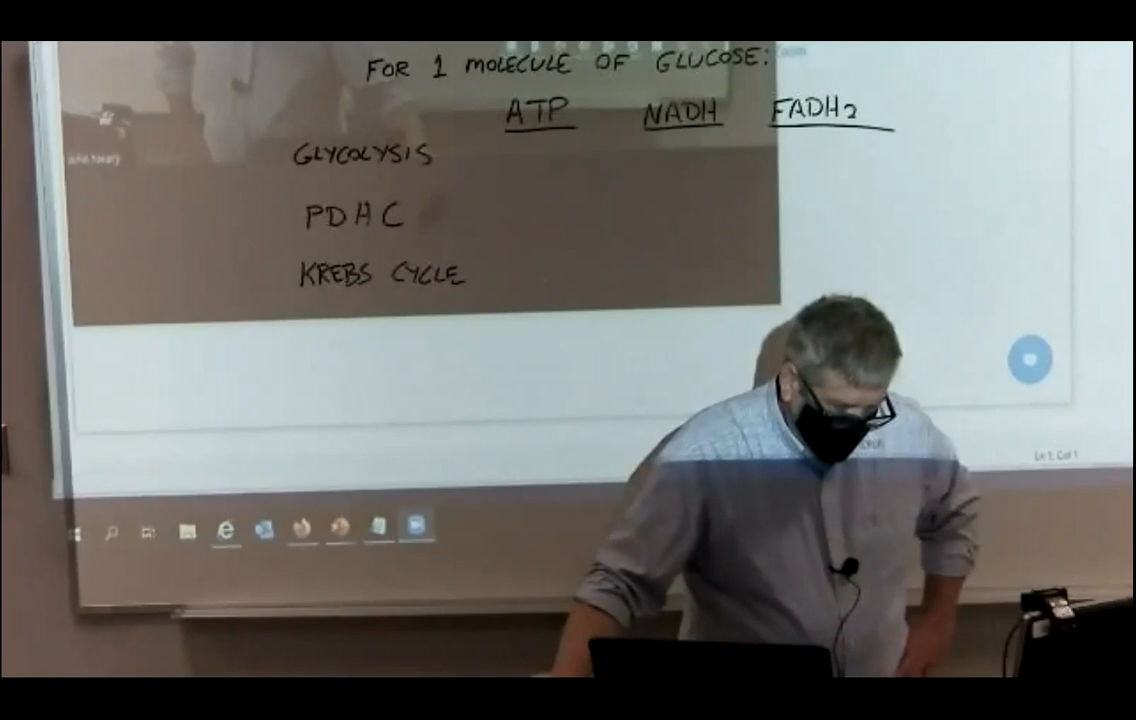 FOR 1 MOLECULE OF GLUCOSE:
ATP NADH FADH2
GLYCOLYSIS
PDHC
KREBS CYCLE